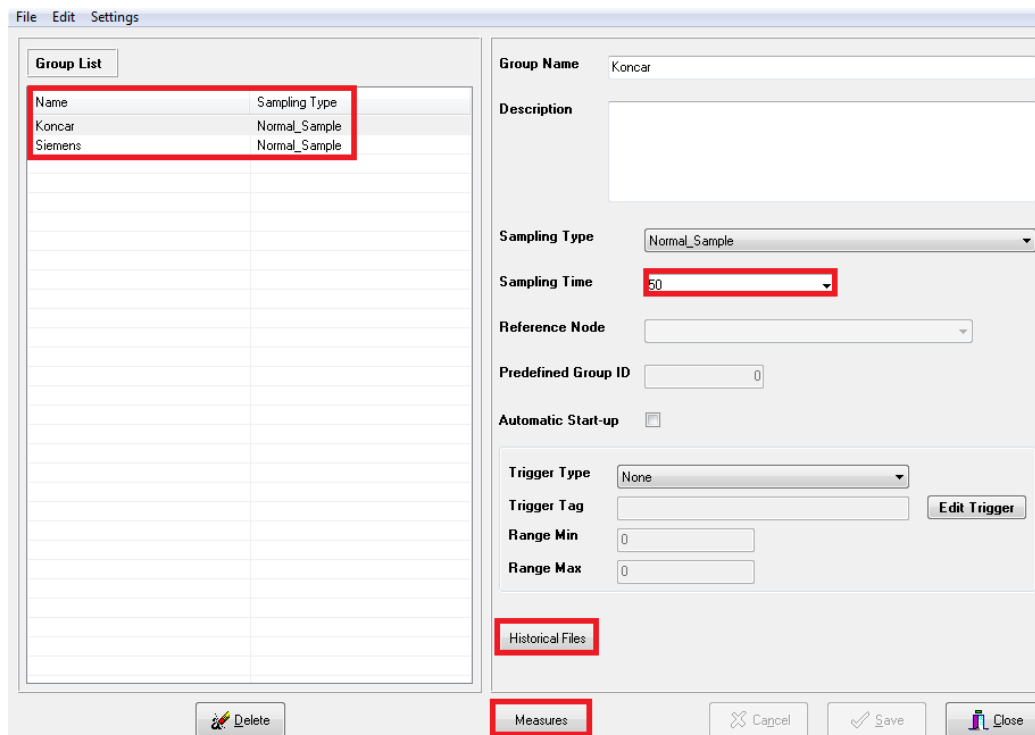 File Edit Settings
Group List
Name Sampling Type
Koncar Normal_Sample
Siemens Normal_Sample
Delete
Group Name Koncar
Description
Sampling Type Normal_Sample
Sampling Time 50
Reference Node
Predefined Group ID 0
Automatic Start-up
Trigger Type None
Trigger Tag Edit Trigger
Range Min 0
Range Max 0
Historical Files
Measures Cancel Save Close